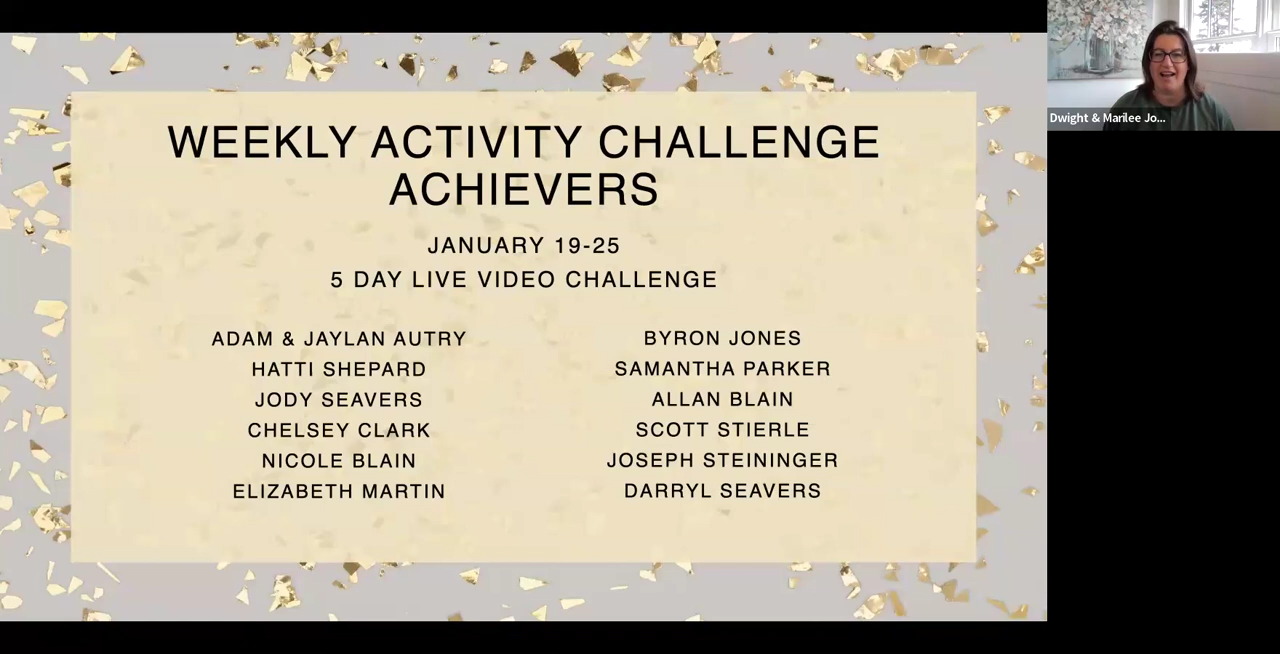 WEEKLY ACTIVITY CHALLENGE
ACHIEVERS
JANUARY 19-25
5 DAY LIVE VIDEO CHALLENGE
ADAM & JAYLAN AUTRY
HATTI SHEPARD
JODY SEAVERS
CHELSEY CLARK
NICOLE BLAIN
ELIZABETH MARTIN
BYRON JONES
SAMANTHA PARKER
ALLAN BLAIN
SCOTT STIERLE
JOSEPH STEININGER
DARRYL SEAVERS
Dwight & Marilee Jo...